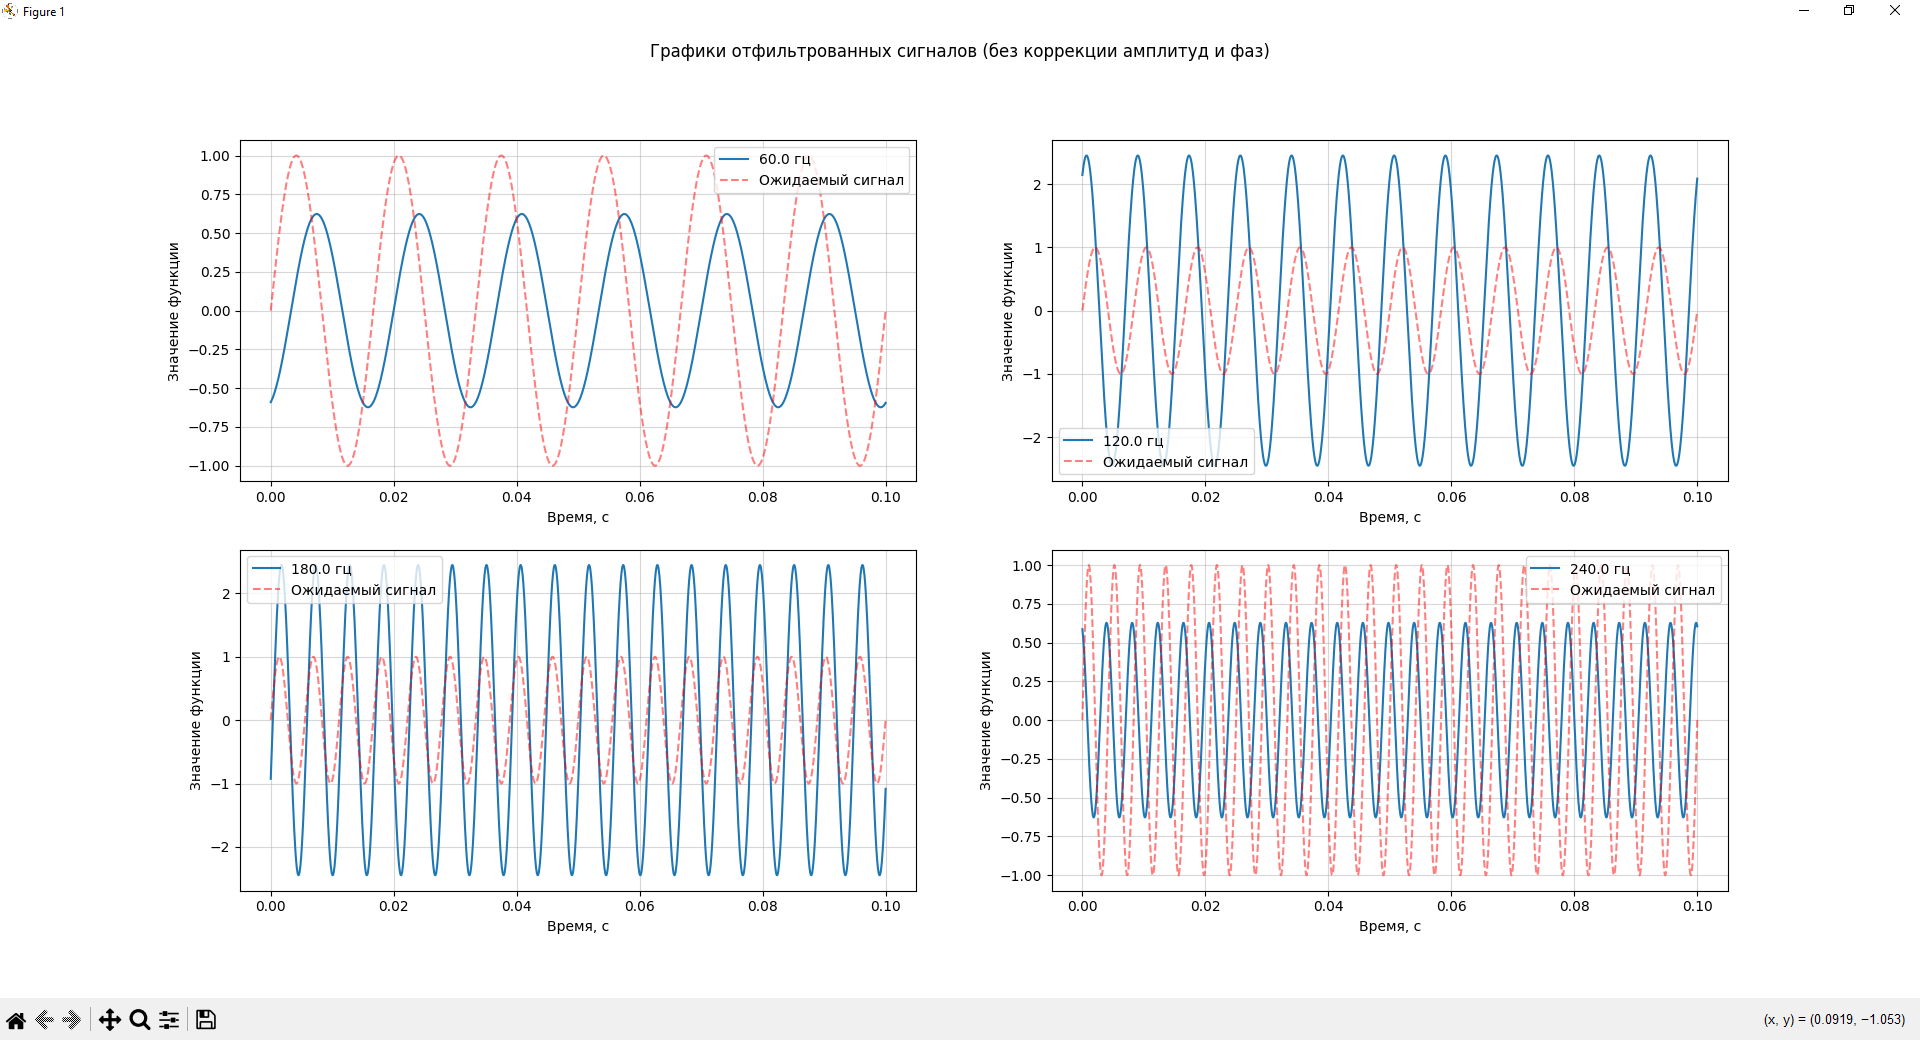 Figure 1
Графики отфильтрованных сигналов (без коррекции амплитуд и фаз)
1.00
0.75
0.50
0.25
0.00
−0.25
−0.50
−0.75
−1.00
Значение функции
60.0 гц
Ожидаемый сигнал
0.00 0.02 0.04 0.06 0.08 0.10
Время, с
2
1
0
−1
−2
Значение функции
120.0 гц
Ожидаемый сигнал
0.00 0.02 0.04 0.06 0.08 0.10
Время, с
2
1
0
−1
−2
Значение функции
180.0 гц
Ожидаемый сигнал
0.00 0.02 0.04 0.06 0.08 0.10
Время, с
1.00
0.75
0.50
0.25
0.00
−0.25
−0.50
−0.75
−1.00
Значение функции
240.0 гц
Ожидаемый сигнал
0.00 0.02 0.04 0.06 0.08 0.10
Время, с
(x, y) = (0.0919, −1.053)